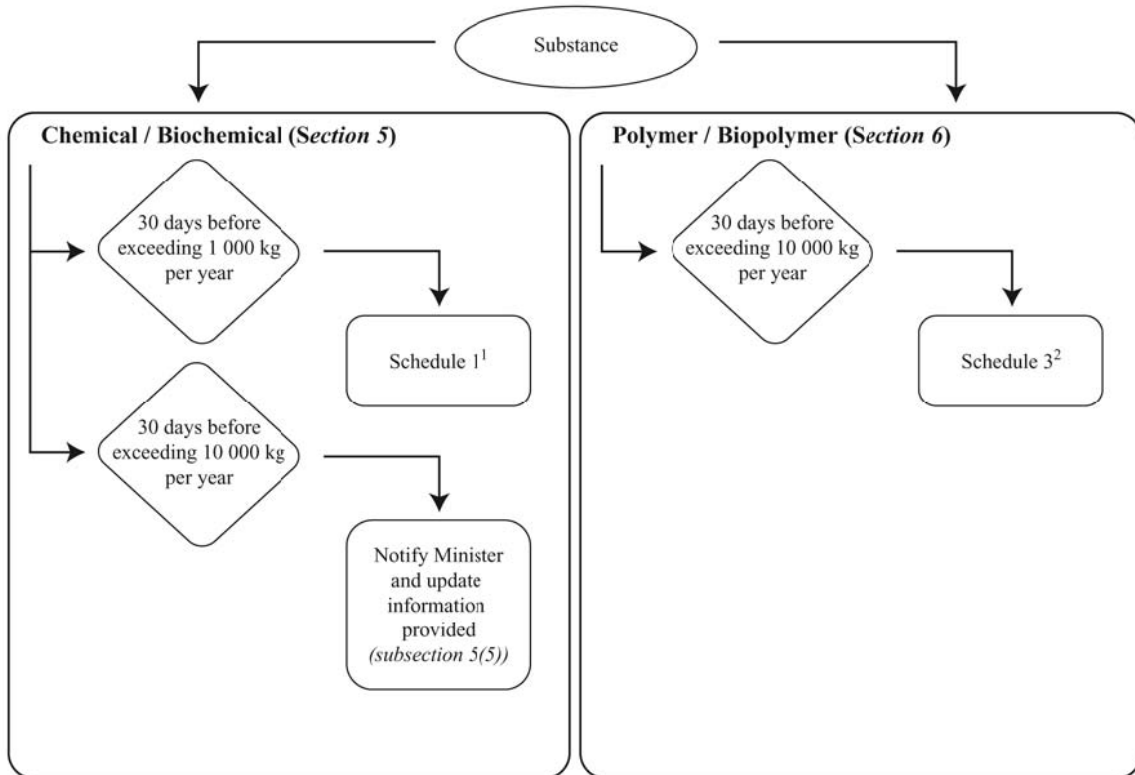 Substance
Chemical / Biochemical (Section 5)
30 days before
exceeding 1 000 kg
per year
Schedule 1¹
30 days before
exceeding 10 000 kg
per year
Notify Minister
and update
information
provided
(subsection 5(5))
Polymer / Biopolymer (Section 6)
30 days before
exceeding 10 000 kg
per year
Schedule 3²